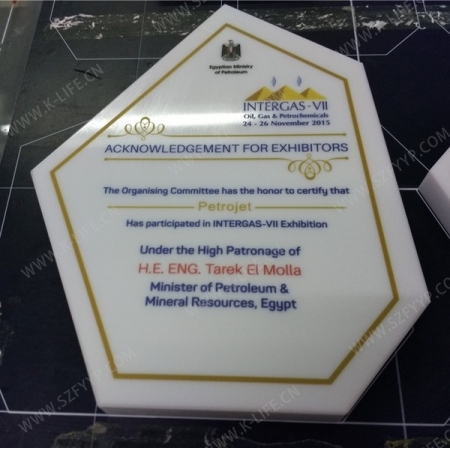 Egyptian Ministry
of Petroleum
INTERGAS-VII
Oil, Gas & Petrochemicals
24 - 26 November 2015
ACKNOWLEDGEMENT FOR EXHIBITORS
The Organising Committee has the honor to certify that
Petrojet
Has participated in INTERGAS-VII Exhibition
Under the High Patronage of
H.E. ENG. Tarek El Molla
Minister of Petroleum &
Mineral Resources, Egypt
WWW.K-LIFE.CN
WWW.SZFYYP.COM
WWW.K-LIFE.CN
WWW.SZFYYP.COM